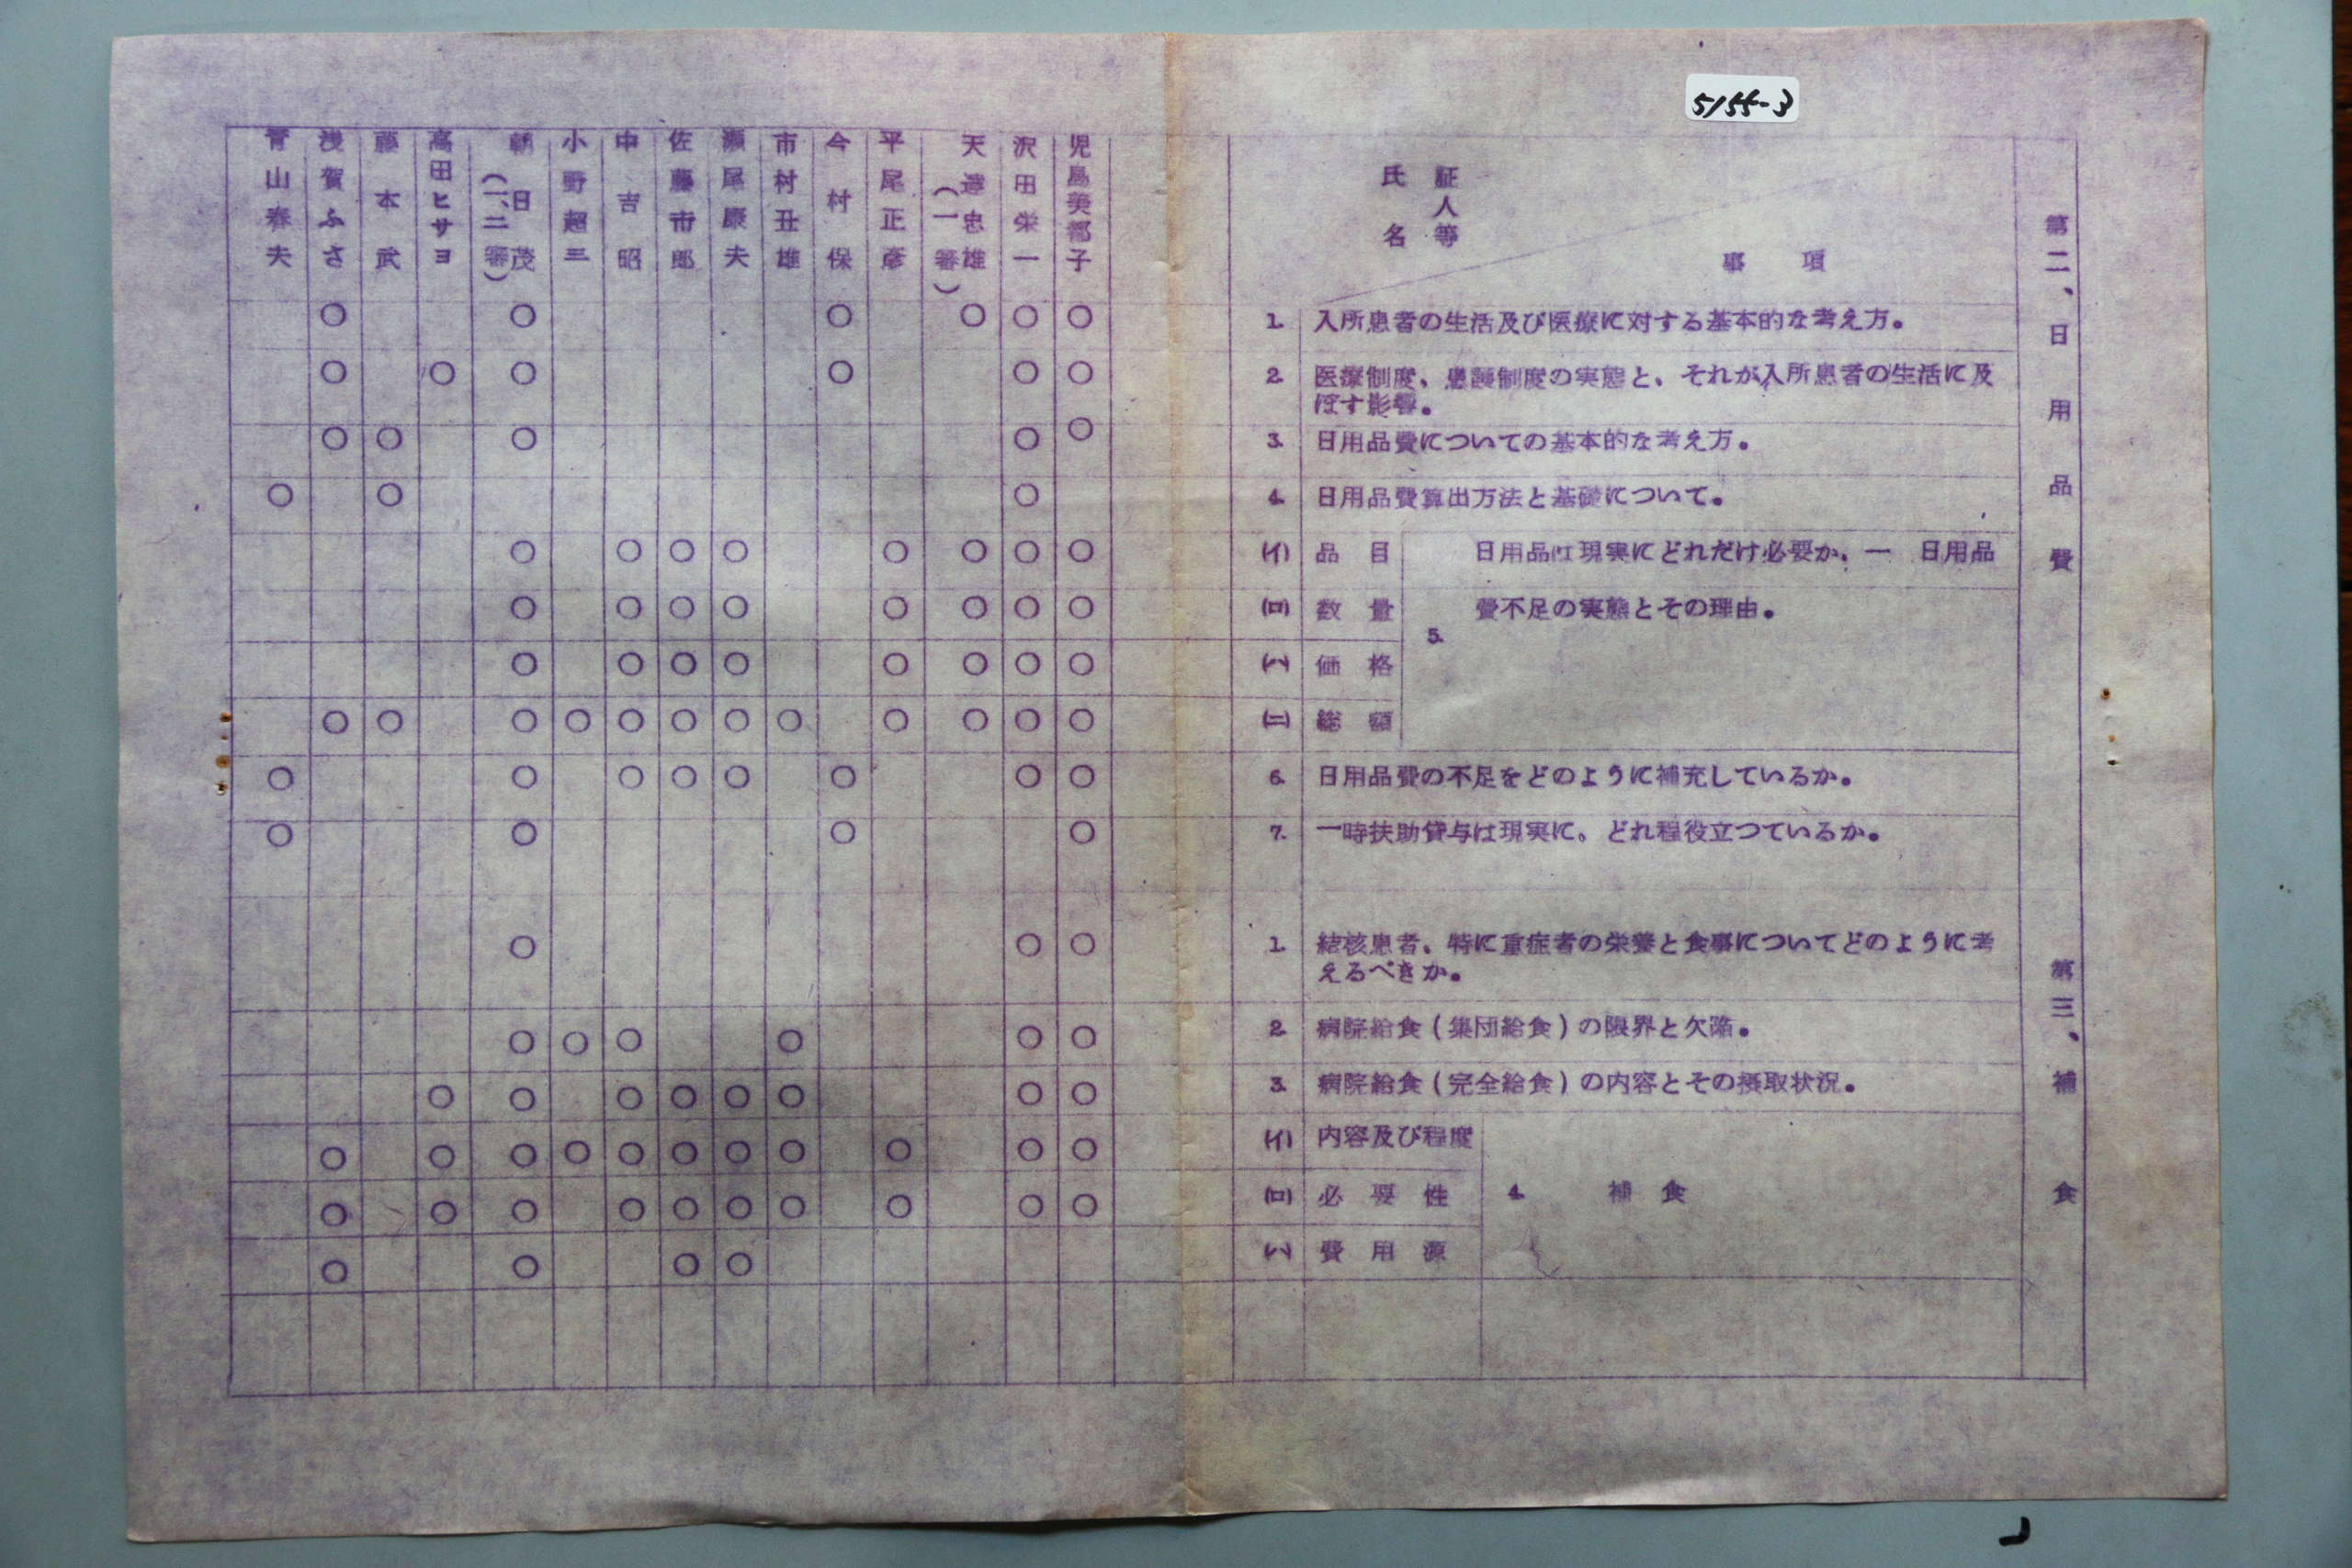 5155-3
第二、日用品費
証人等
氏名
事項
1. 入所患者の生活及び医療に対する基本的な考え方。
2. 医療制度、患護制度の実態と、それが入所患者の生活に及
ぼす影響。
3. 日用品費についての基本的な考え方。
4. 日用品費算出方法と基礎について。
5.
日用品は現実にどれだけ必要か、一 日用品
費不足の実態とその理由。
(イ) 品目
(ロ) 数量
(ハ) 価格
(ニ) 総額
6. 日用品費の不足をどのように補充しているか。
7. 一時扶助貸与は現実に、どれ程役立つているか。
第三、補食
1. 結核患者、特に重症者の栄養と食事についてどのように考
えるべきか。
2. 病院給食(集団給食)の限界と欠陥。
3. 病院給食(完全給食)の内容とその摂取状況。
4. 補食
(イ) 内容及び程度
(ロ) 必要性
(ハ) 費用源
児島美都子
沢田栄一
天達忠雄
(一審)
平尾正彦
今村保
市村丑雄
瀬尾康夫
佐藤市郎
中吉昭
小野超三
朝日茂
(一、二審)
高田ヒサヨ
藤本武
浅賀ふさ
青山春夫